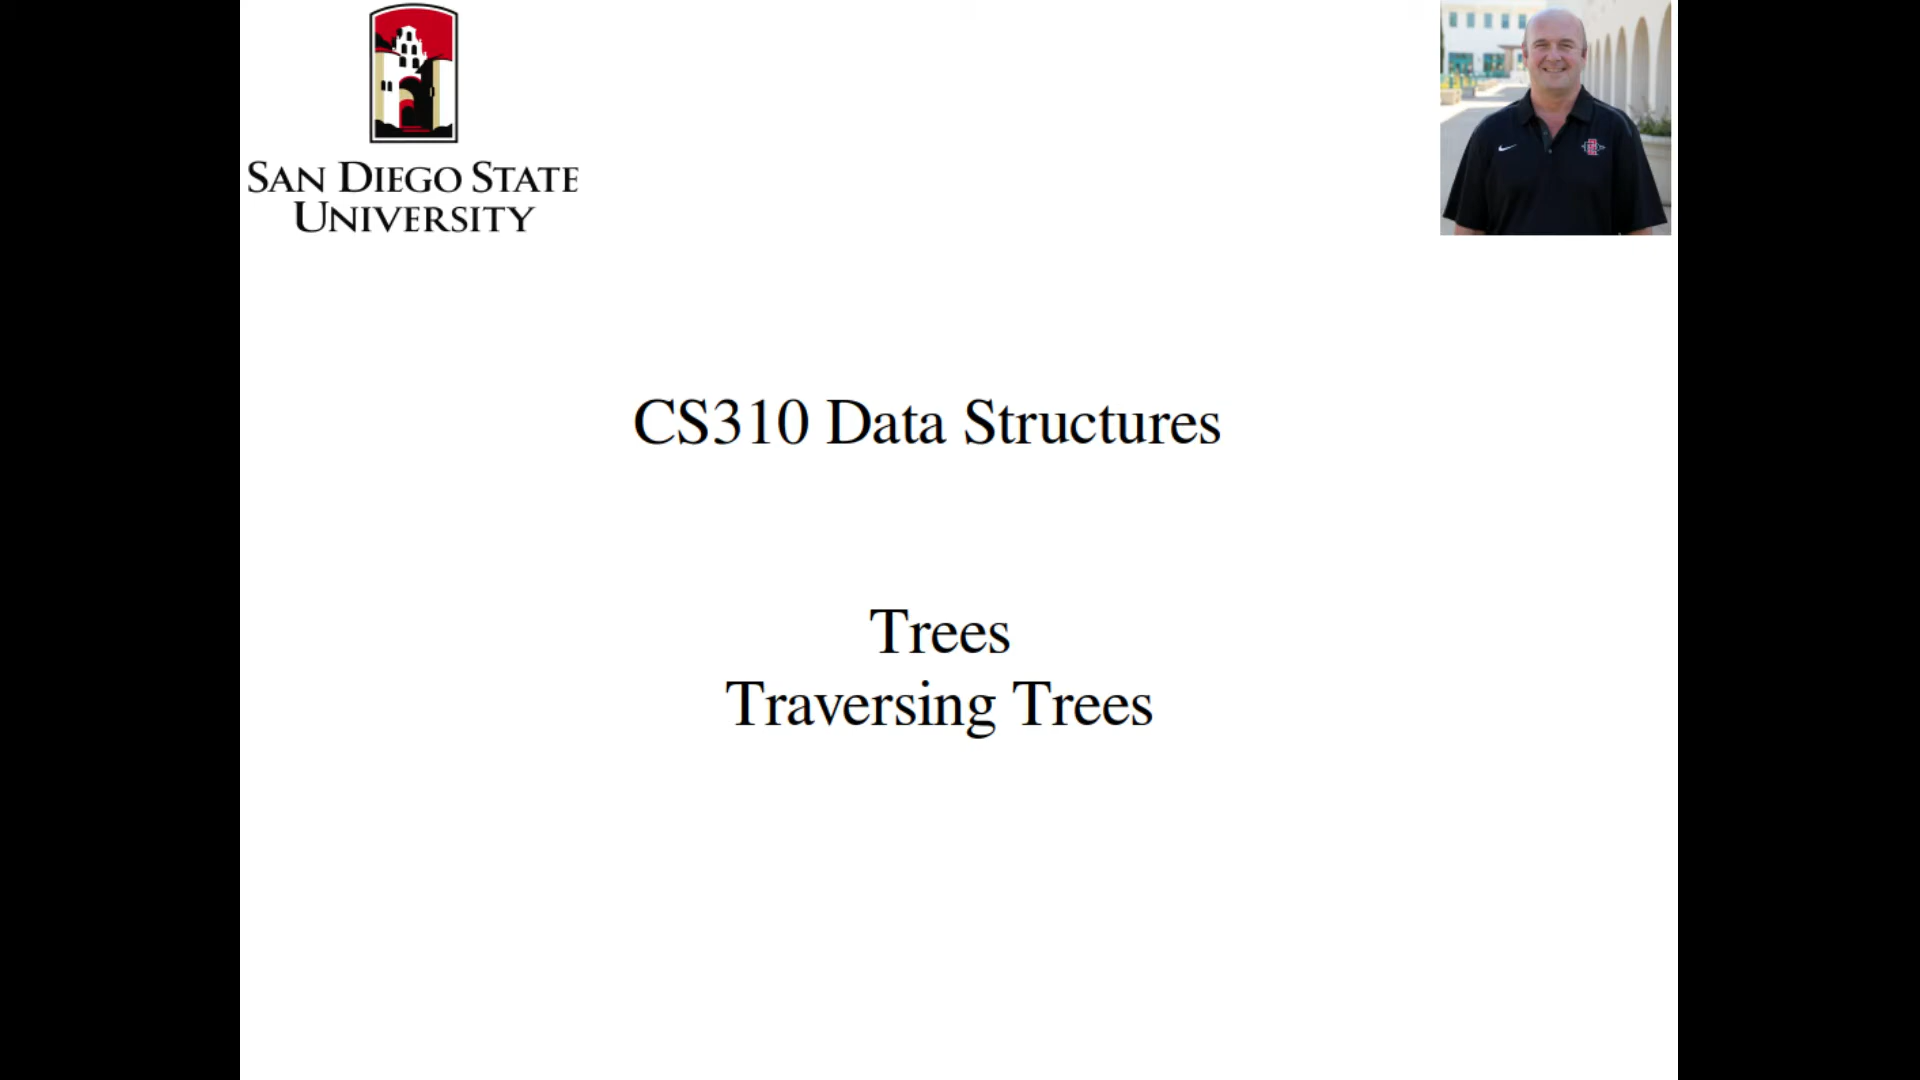 SAN DIEGO STATE
UNIVERSITY
CS310 Data Structures
Trees
Traversing Trees